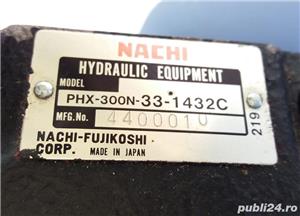 NACHI
HYDRAULIC EQUIPMENT
MODEL
PHX-300N-33-1432C
MFG.No. 440001U
219
NACHI-FUJIKOSHI
CORP. MADE IN JAPAN
publi24.ro